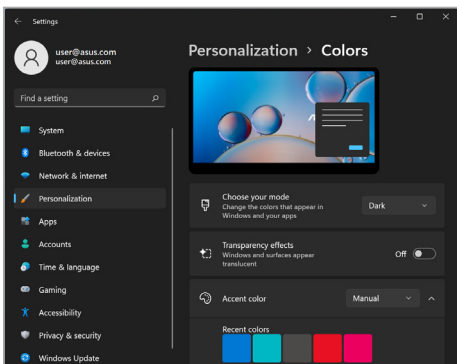 Settings
user@asus.com
user@asus.com
Find a setting
System
Bluetooth & devices
Network & internet
Personalization
Apps
Accounts
Time & language
Gaming
Accessibility
Privacy & security
Windows Update
Personalization > Colors
Choose your mode
Change the colors that appear in
Windows and your apps
Dark
Transparency effects
Windows and surfaces appear
translucent
Off
Accent color
Manual
Recent colors